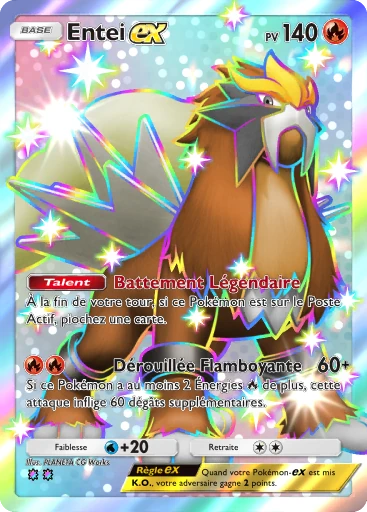 BASE Entei ex PV 140
Talent Battement Légendaire
À la fin de votre tour, si ce Pokémon est sur le Poste
Actif, piochez une carte.
Dérouillée Flamboyante 60+
Si ce Pokémon a au moins 2 Énergies de plus, cette
attaque inflige 60 dégâts supplémentaires.
Faiblesse +20 Retraite
Illus. PLANETA CG Works
Règle ex Quand votre Pokémon-ex est mis
K.O., votre adversaire gagne 2 points.